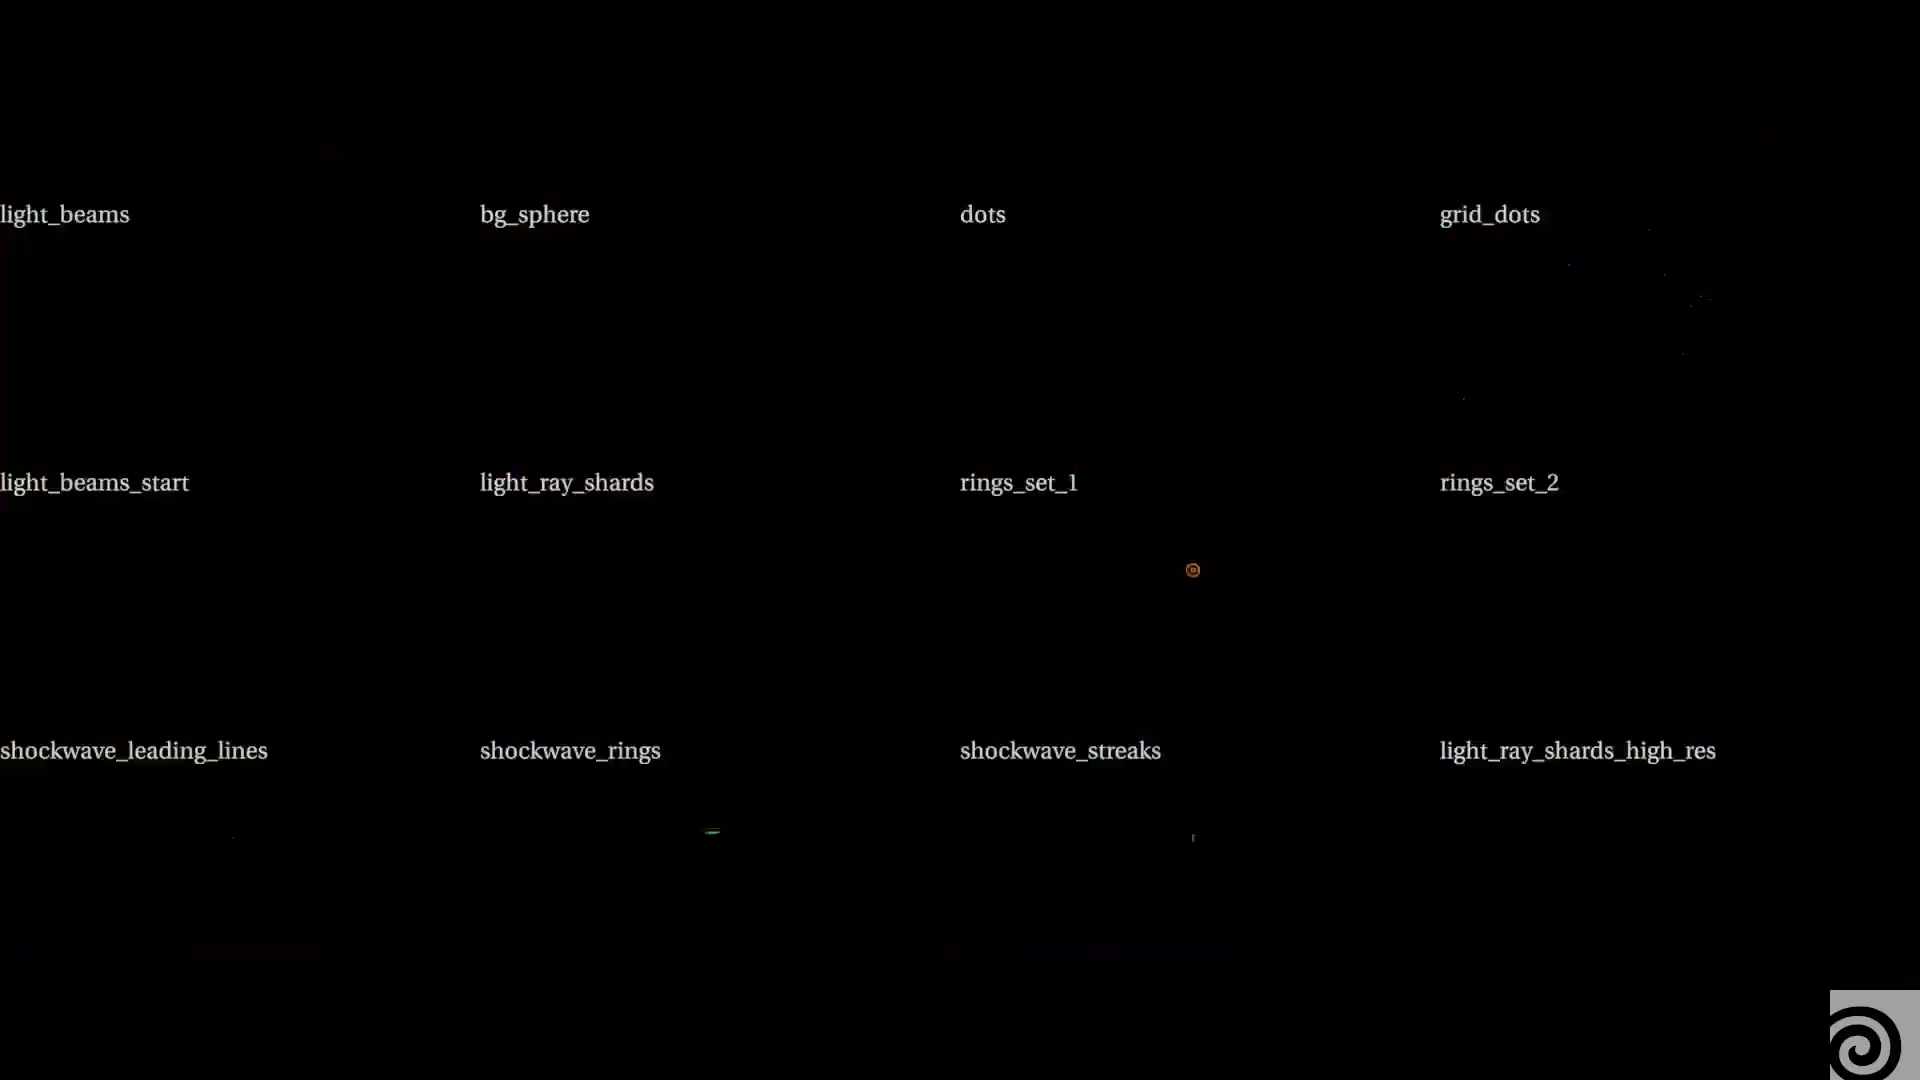 light_beams
bg_sphere
dots
grid_dots
light_beams_start
light_ray_shards
rings_set_1
rings_set_2
shockwave_leading_lines
shockwave_rings
shockwave_streaks
light_ray_shards_high_res